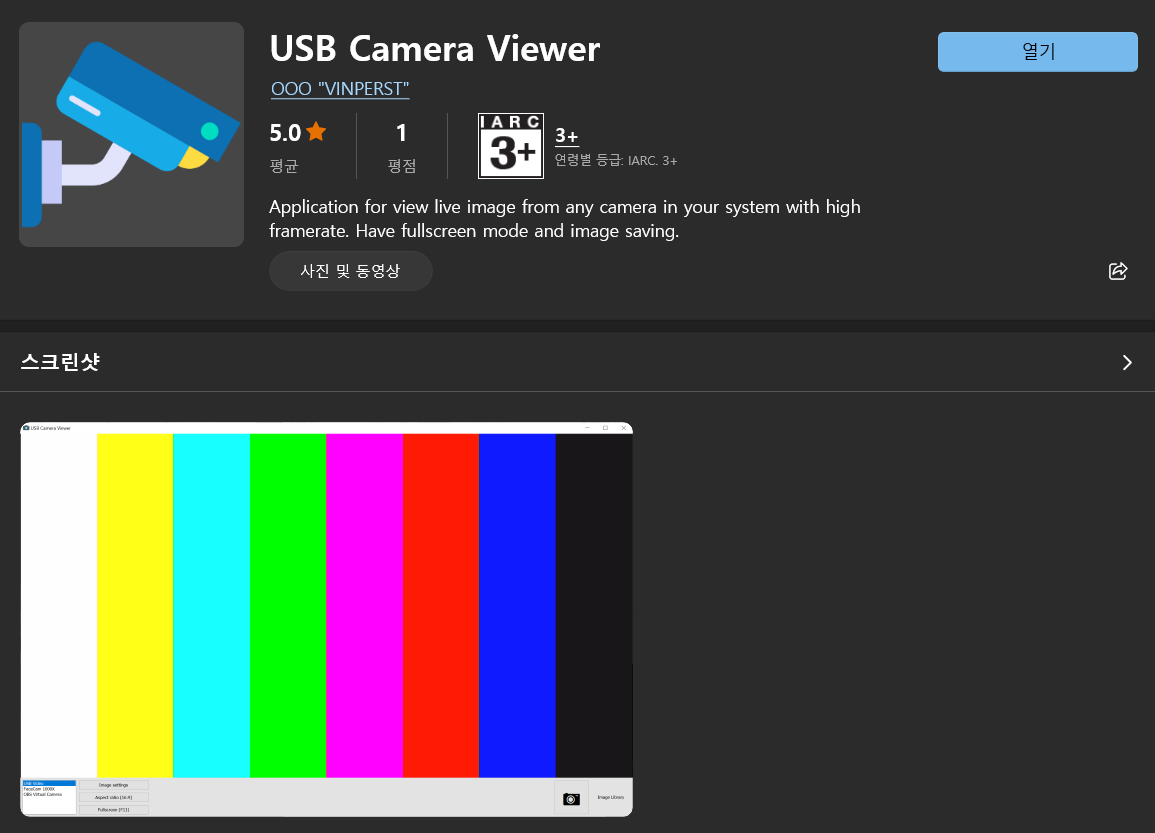 USB Camera Viewer
열기
OOO "VINPERST"
5.0
평균
1
평점
IARC
3+
3+
연령별 등급: IARC. 3+
Application for view live image from any camera in your system with high
framerate. Have fullscreen mode and image saving.
사진 및 동영상
스크린샷
USB Camera Viewer
USB Video
FaceCam 1000X
OBS Virtual Camera
Image settings
Aspect ratio [16:9]
Fullscreen [F11]
Image Library